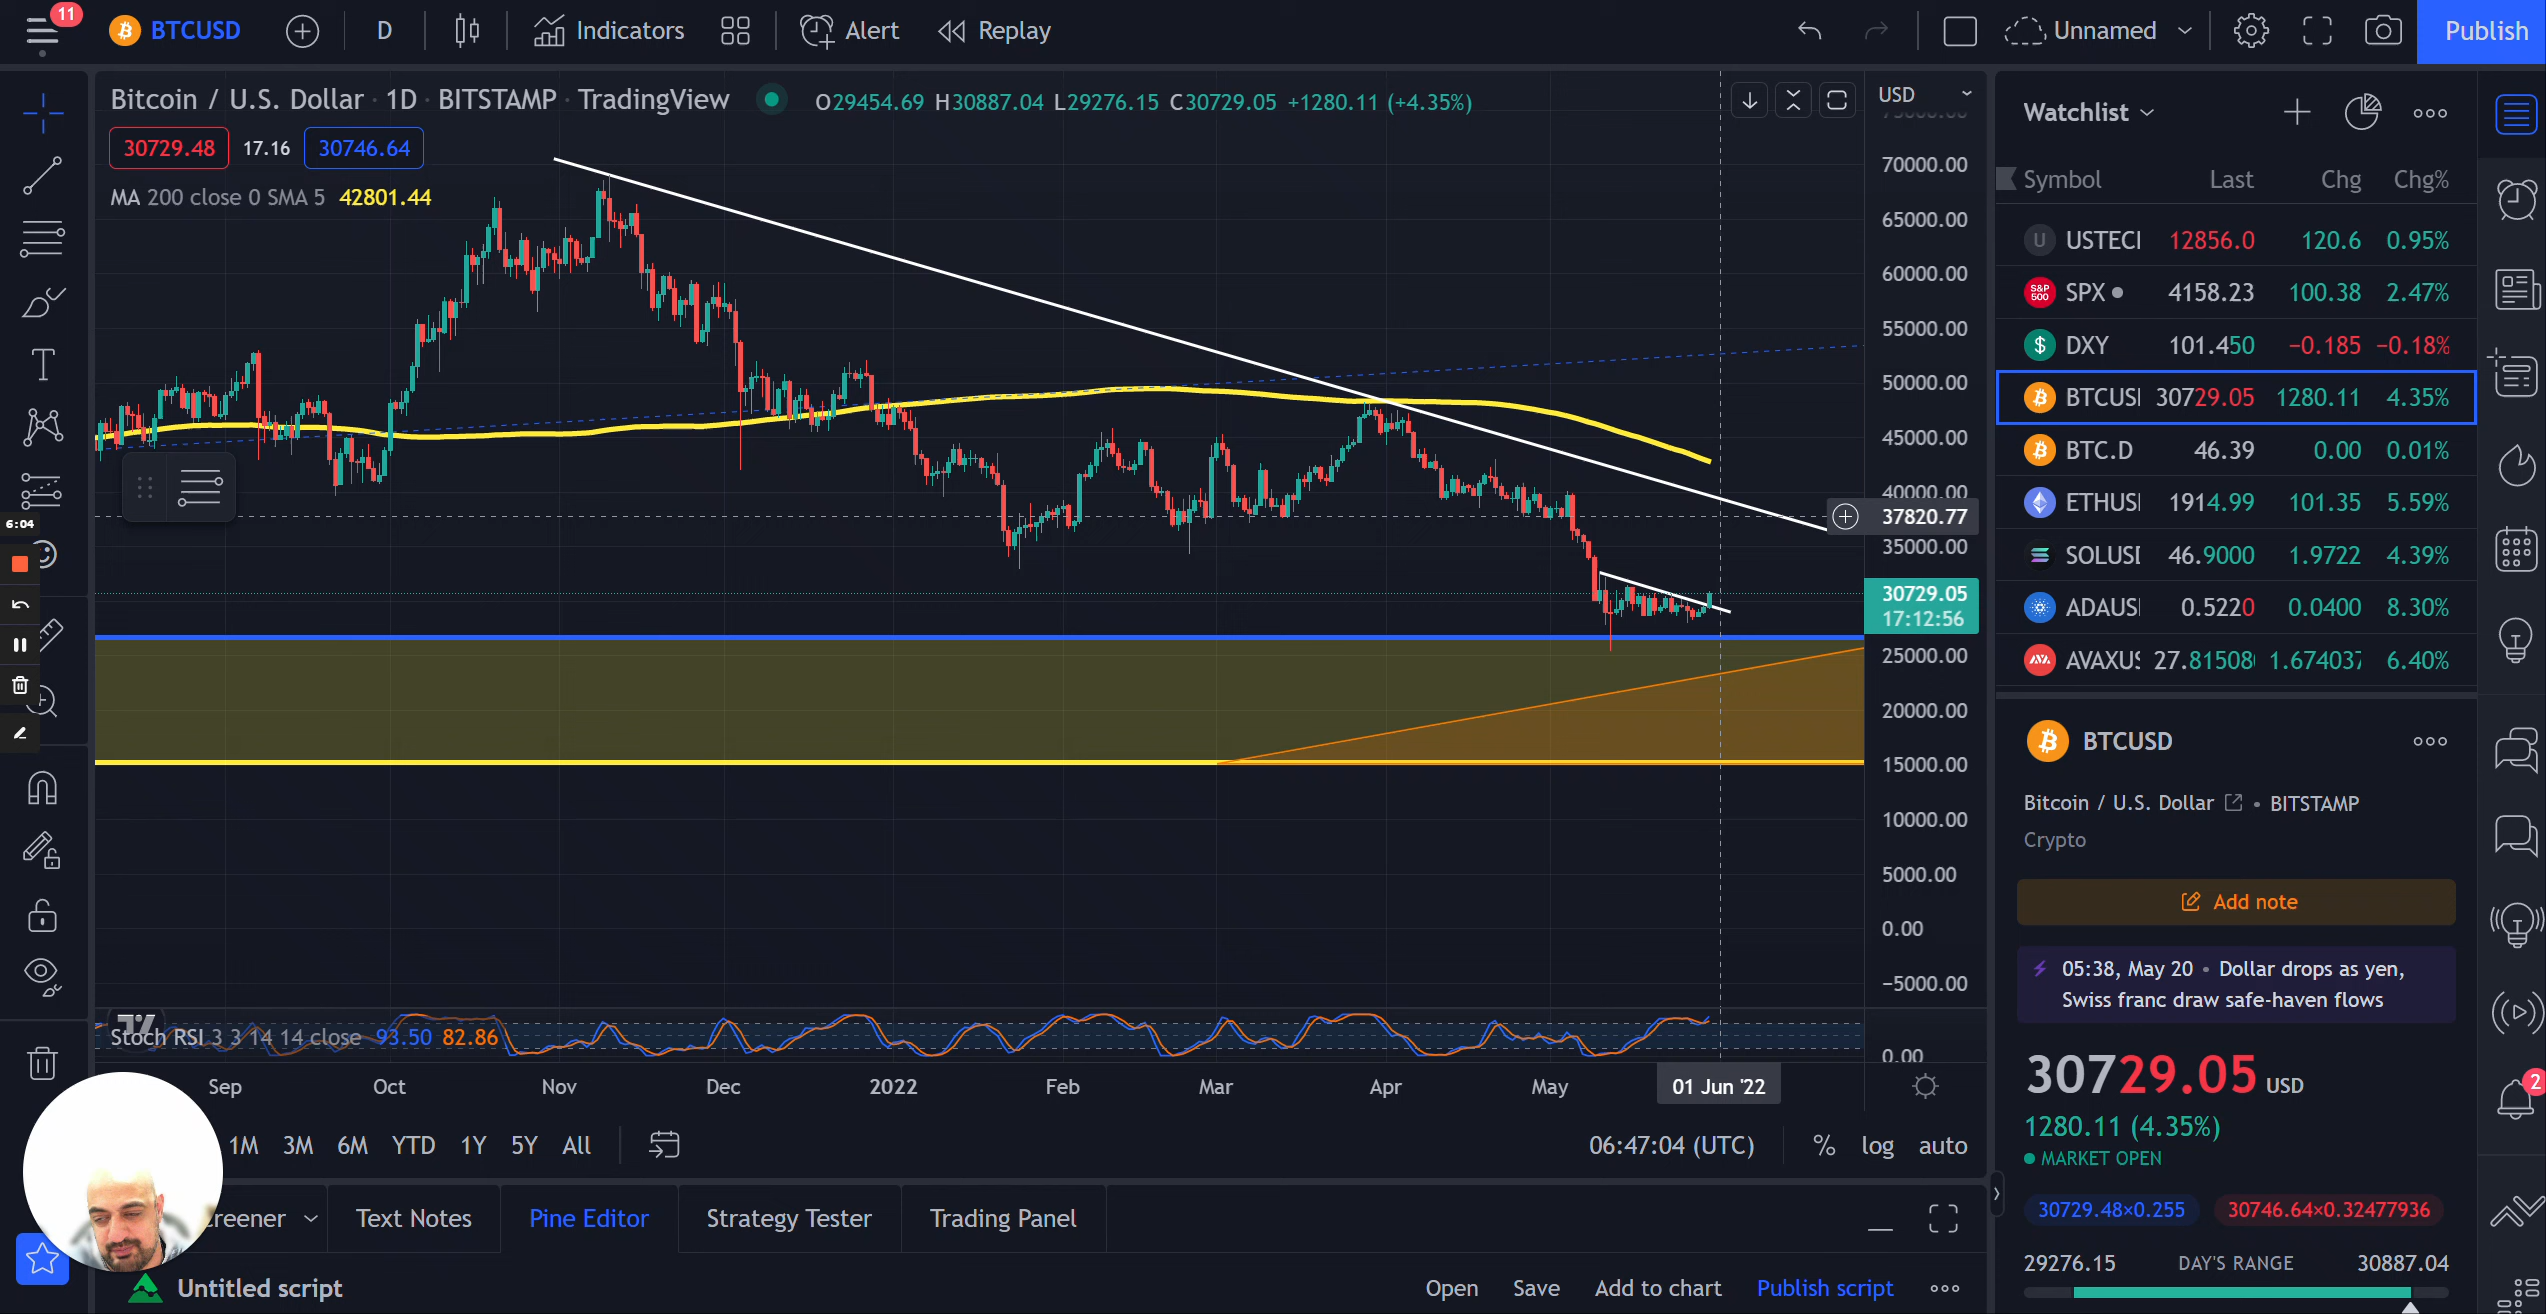 11
BTCUSD
D
Indicators
Alert
Replay
Unnamed
Publish
Bitcoin / U.S. Dollar · 1D · BITSTAMP · TradingView
O29454.69 H30887.04 L29276.15 C30729.05 +1280.11 (+4.35%)
30729.48 17.16 30746.64
MA 200 close 0 SMA 5 42801.44
USD
70000.00
65000.00
60000.00
55000.00
50000.00
45000.00
40000.00
37820.77
35000.00
30729.05
17:12:56
25000.00
20000.00
15000.00
10000.00
5000.00
0.00
−5000.00
6:04
Stoch RSI 3 3 14 14 close 93.50 82.86
0.00
Sep Oct Nov Dec 2022 Feb Mar Apr May 01 Jun '22
1M 3M 6M YTD 1Y 5Y All
06:47:04 (UTC) % log auto
creener Text Notes Pine Editor Strategy Tester Trading Panel
Untitled script
Open Save Add to chart Publish script
Watchlist
Symbol Last Chg Chg%
U USTECI 12856.0 120.6 0.95%
S&P 500 SPX 4158.23 100.38 2.47%
$ DXY 101.450 −0.185 −0.18%
BTCUSI 30729.05 1280.11 4.35%
BTC.D 46.39 0.00 0.01%
ETHUSI 1914.99 101.35 5.59%
SOLUSI 46.9000 1.9722 4.39%
ADAUSI 0.5220 0.0400 8.30%
AVAXUS 27.81508 1.674037 6.40%
BTCUSD
Bitcoin / U.S. Dollar • BITSTAMP
Crypto
Add note
05:38, May 20 • Dollar drops as yen,
Swiss franc draw safe-haven flows
30729.05 USD
1280.11 (4.35%)
MARKET OPEN
30729.48×0.255 30746.64×0.32477936
29276.15 DAY'S RANGE 30887.04
2